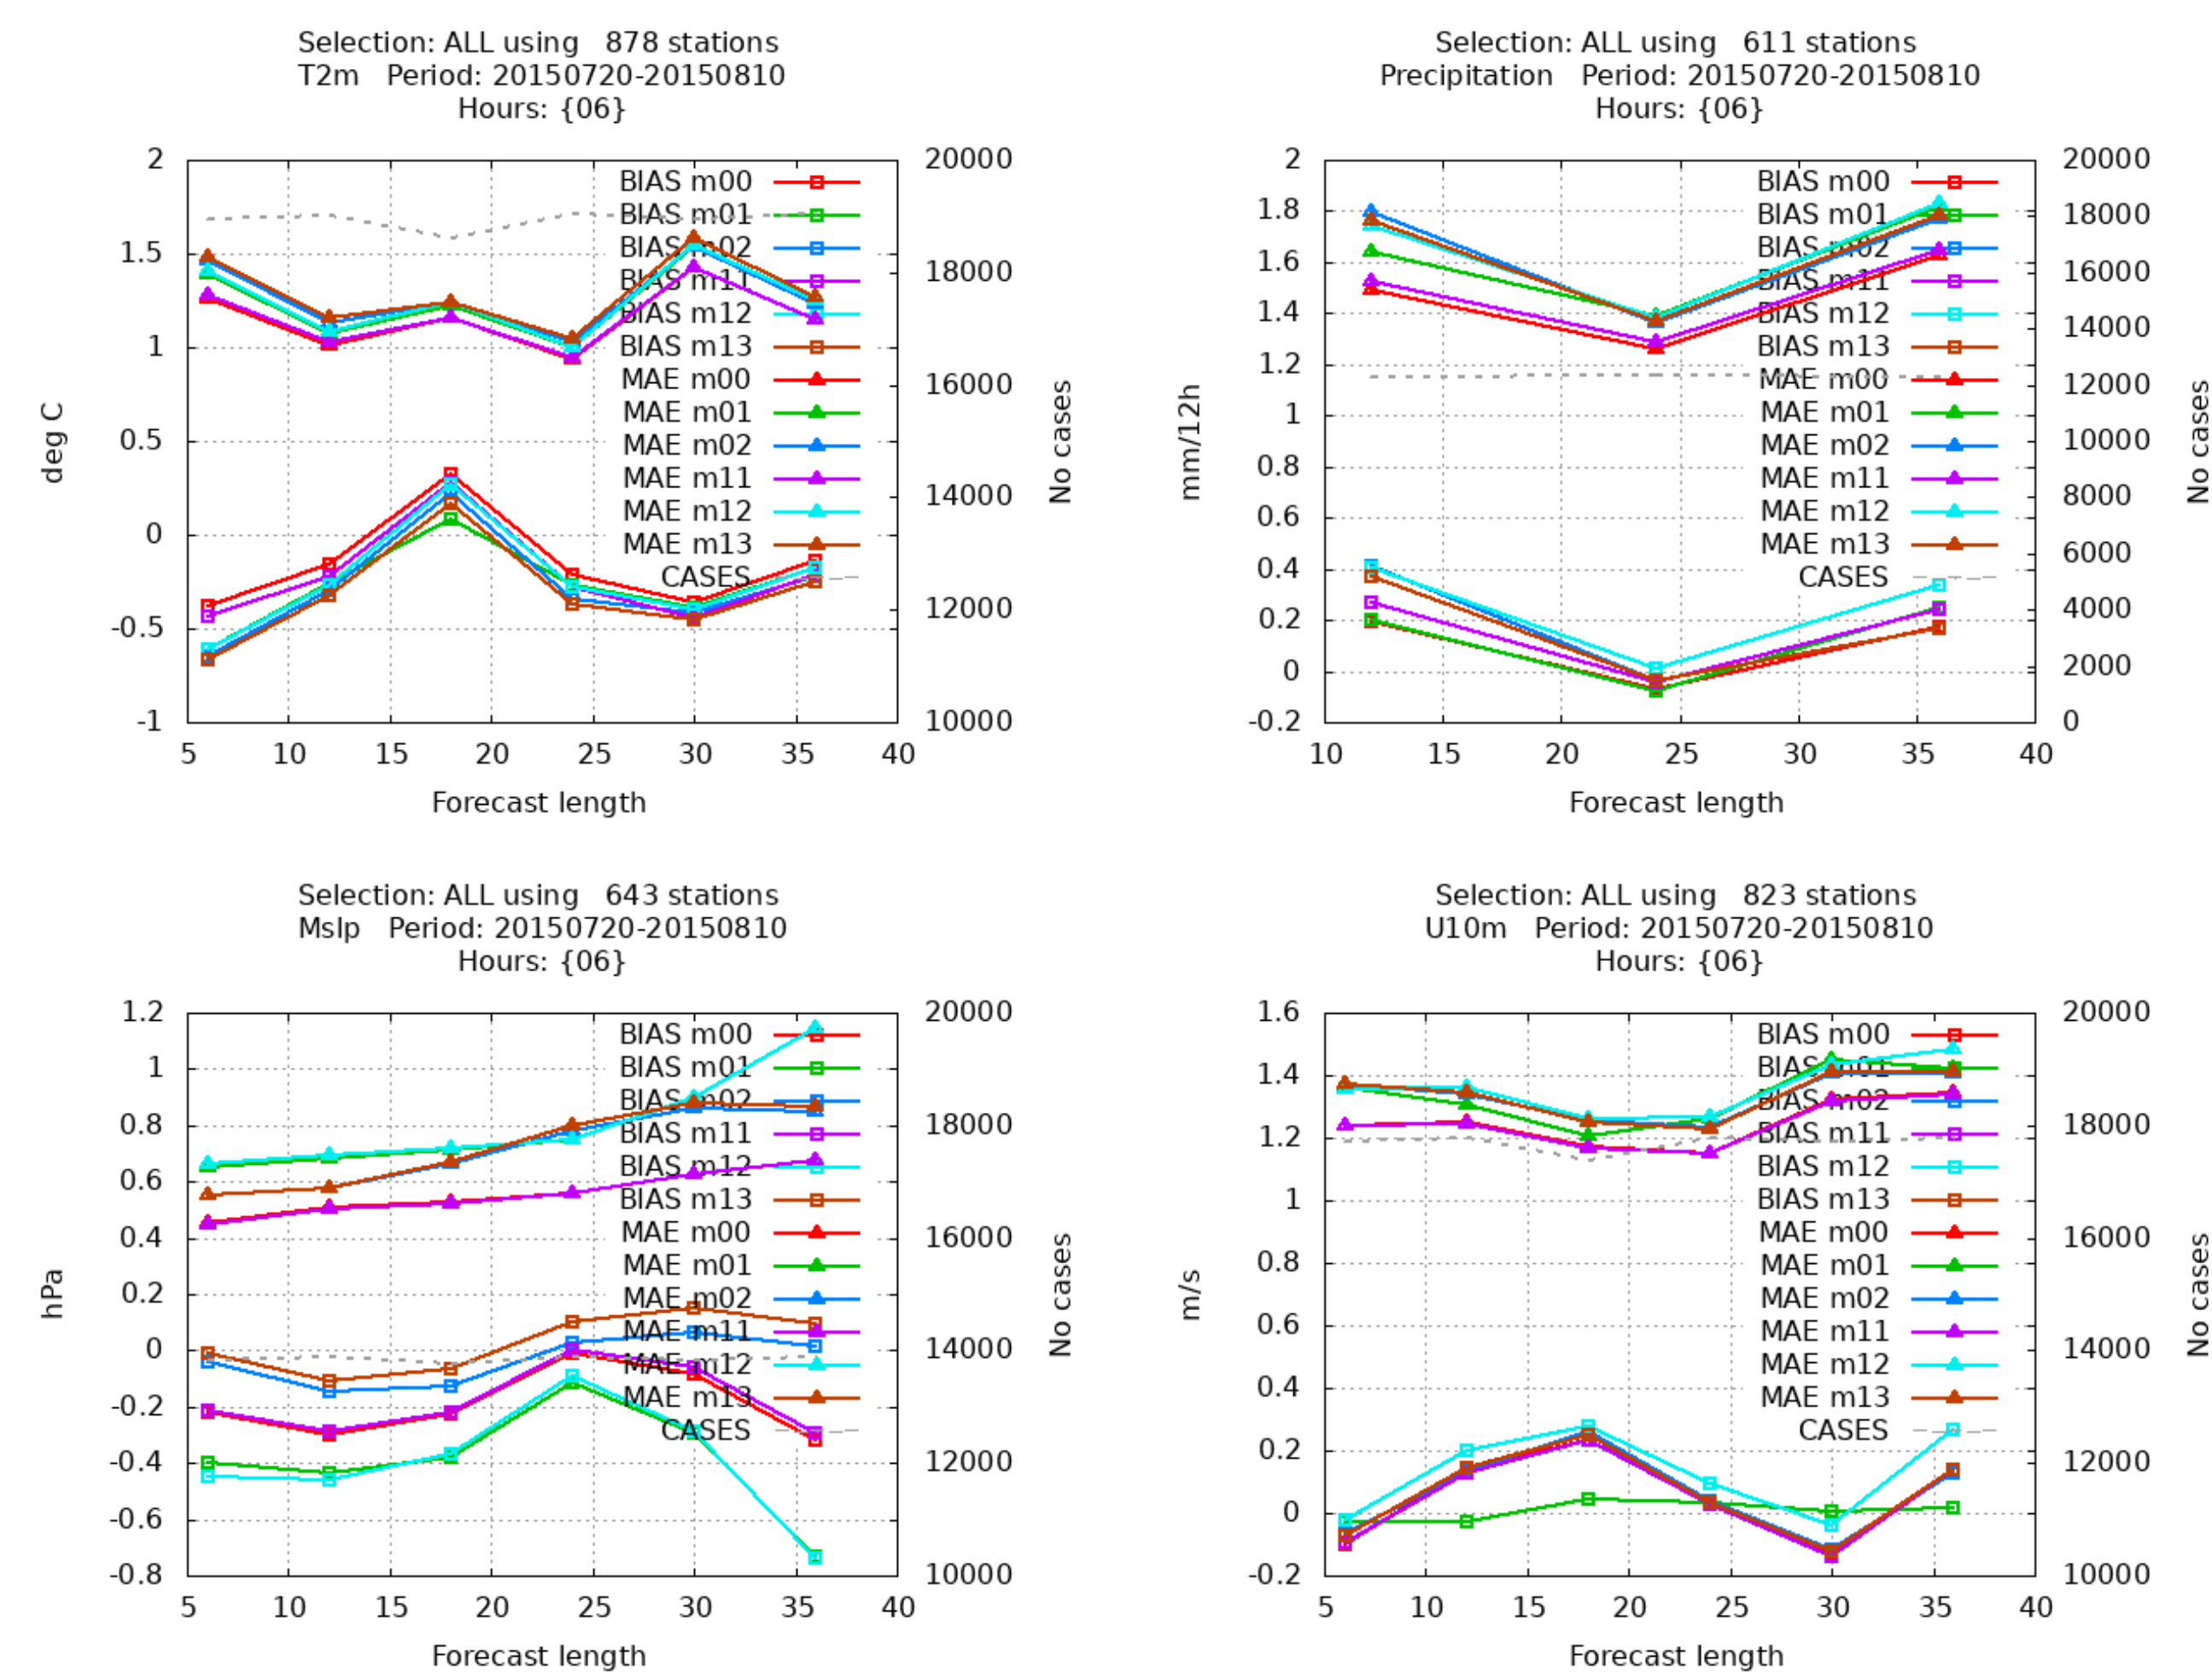 Selection: ALL using 878 stations
T2m Period: 20150720-20150810
Hours: {06}
2
1.5
1
0.5
0
-0.5
-1
deg C
20000
18000
16000
14000
12000
10000
No cases
BIAS m00
BIAS m01
BIAS m02
BIAS m11
BIAS m12
BIAS m13
MAE m00
MAE m01
MAE m02
MAE m11
MAE m12
MAE m13
CASES
5 10 15 20 25 30 35 40
Forecast length
Selection: ALL using 611 stations
Precipitation Period: 20150720-20150810
Hours: {06}
2
1.8
1.6
1.4
1.2
1
0.8
0.6
0.4
0.2
0
-0.2
mm/12h
20000
18000
16000
14000
12000
10000
8000
6000
4000
2000
0
No cases
BIAS m00
BIAS m01
BIAS m02
BIAS m11
BIAS m12
BIAS m13
MAE m00
MAE m01
MAE m02
MAE m11
MAE m12
MAE m13
CASES
10 15 20 25 30 35 40
Forecast length
Selection: ALL using 643 stations
Mslp Period: 20150720-20150810
Hours: {06}
1.2
1
0.8
0.6
0.4
0.2
0
-0.2
-0.4
-0.6
-0.8
hPa
20000
18000
16000
14000
12000
10000
No cases
BIAS m00
BIAS m01
BIAS m02
BIAS m11
BIAS m12
BIAS m13
MAE m00
MAE m01
MAE m02
MAE m11
MAE m12
MAE m13
CASES
5 10 15 20 25 30 35 40
Forecast length
Selection: ALL using 823 stations
U10m Period: 20150720-20150810
Hours: {06}
1.6
1.4
1.2
1
0.8
0.6
0.4
0.2
0
-0.2
m/s
20000
18000
16000
14000
12000
10000
No cases
BIAS m00
BIAS m01
BIAS m02
BIAS m11
BIAS m12
BIAS m13
MAE m00
MAE m01
MAE m02
MAE m11
MAE m12
MAE m13
CASES
5 10 15 20 25 30 35 40
Forecast length